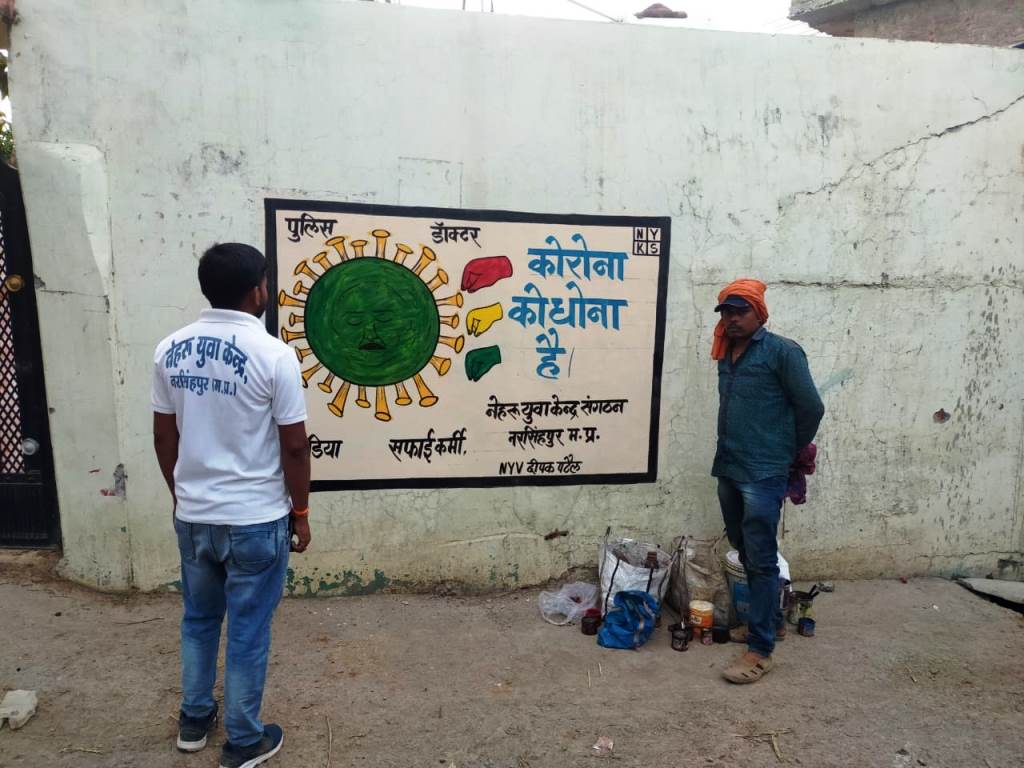 पुलिस
डॅाक्टर
NY
KS
कोरोना
कोधोना
है
नेहरू युवा केन्द्र,
नरसिंहपुर (म.प्र.)
डिया
सफाई कर्मी,
नेहरू युवा केन्द्र संगठन
नरसिंहपुर म.प्र.
NYV दीपक पटैल